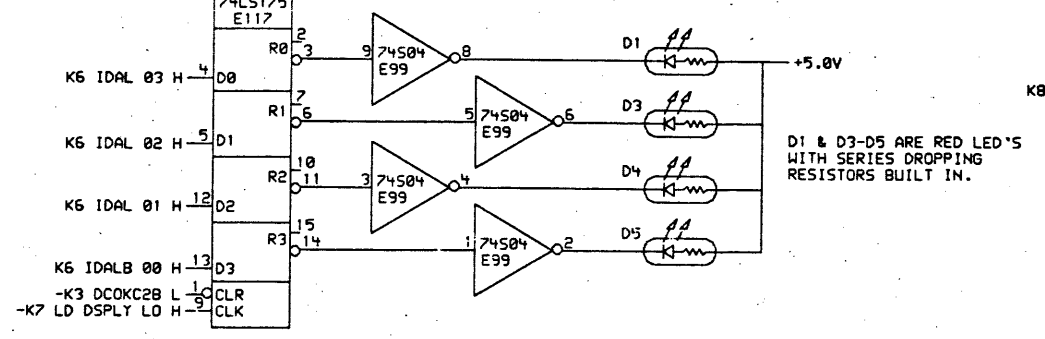 74LS175
E117
R0
2
3
9
74S04
E99
8
D1
+5.0V
K6 IDAL 03 H
4
D0
K8
R1
7
6
5
74S04
E99
6
D3
K6 IDAL 02 H
5
D1
D1 & D3-D5 ARE RED LED'S
WITH SERIES DROPPING
RESISTORS BUILT IN.
R2
10
11
3
74S04
E99
4
D4
K6 IDAL 01 H
12
D2
R3
15
14
1
74S04
E99
2
D5
K6 IDALB 00 H
13
D3
-K3 DCOKC2B L
1
CLR
-K7 LD DSPLY LO H
9
CLK